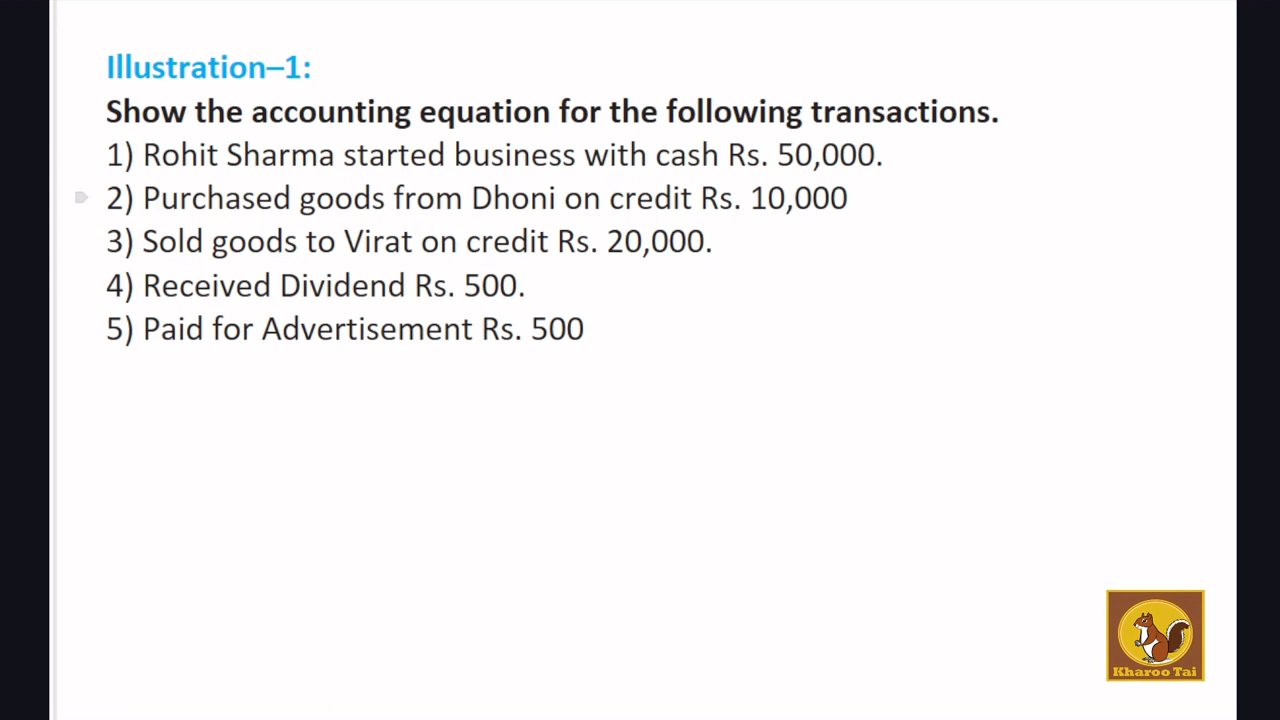 Illustration–1:
Show the accounting equation for the following transactions.
1) Rohit Sharma started business with cash Rs. 50,000.
2) Purchased goods from Dhoni on credit Rs. 10,000
3) Sold goods to Virat on credit Rs. 20,000.
4) Received Dividend Rs. 500.
5) Paid for Advertisement Rs. 500
Kharoo Tai